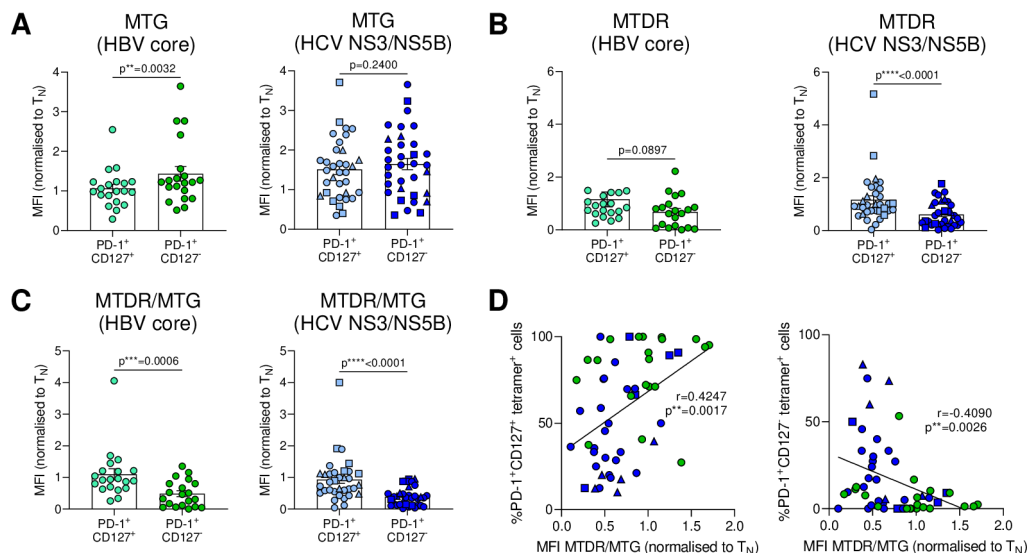 A
MTG
(HBV core)
p**=0.0032
MFI (normalised to TN)
4
3
2
1
0
PD-1+
CD127+
PD-1+
CD127-
MTG
(HCV NS3/NS5B)
p=0.2400
MFI (normalised to TN)
4
3
2
1
0
PD-1+
CD127+
PD-1+
CD127-
B
MTDR
(HBV core)
p=0.0897
MFI (normalised to TN)
6
4
2
0
PD-1+
CD127+
PD-1+
CD127-
MTDR
(HCV NS3/NS5B)
p****<0.0001
MFI (normalised to TN)
6
4
2
0
PD-1+
CD127+
PD-1+
CD127-
C
MTDR/MTG
(HBV core)
p***=0.0006
MFI (normalised to TN)
5
4
3
2
1
0
PD-1+
CD127+
PD-1+
CD127-
MTDR/MTG
(HCV NS3/NS5B)
p****<0.0001
MFI (normalised to TN)
5
4
3
2
1
0
PD-1+
CD127+
PD-1+
CD127-
D
%PD-1+CD127+ tetramer+ cells
100
50
0
r=0.4247
p**=0.0017
0.0 0.5 1.0 1.5 2.0
MFI MTDR/MTG (normalised to TN)
%PD-1+CD127- tetramer+ cells
100
50
0
r=-0.4090
p**=0.0026
0.0 0.5 1.0 1.5 2.0
MFI MTDR/MTG (normalised to TN)